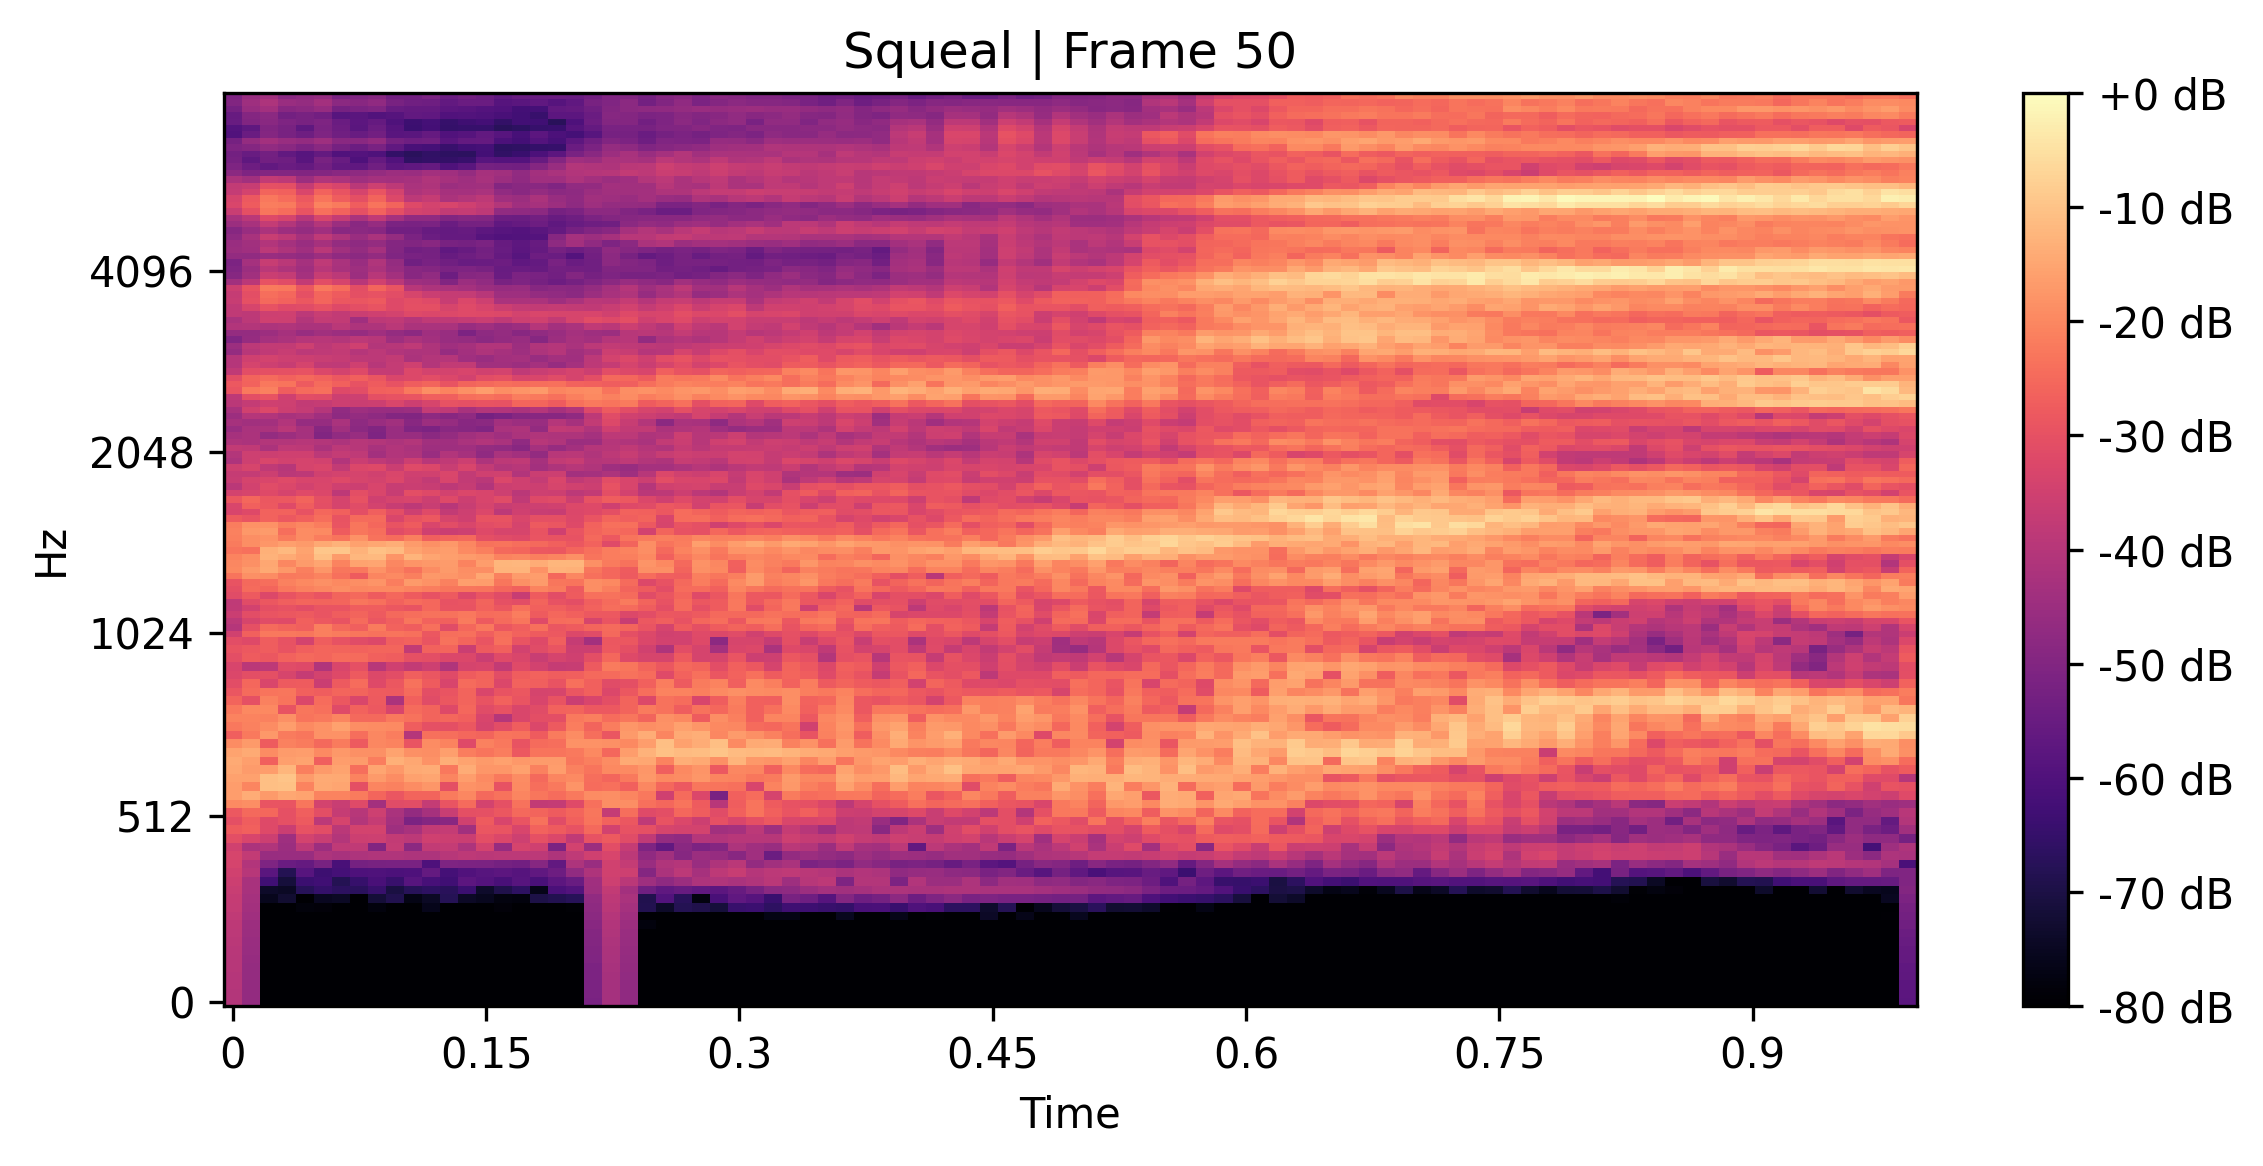 Squeal | Frame 50
+0 dB
-10 dB
-20 dB
-30 dB
-40 dB
-50 dB
-60 dB
-70 dB
-80 dB
Hz
4096
2048
1024
512
0
0 0.15 0.3 0.45 0.6 0.75 0.9
Time